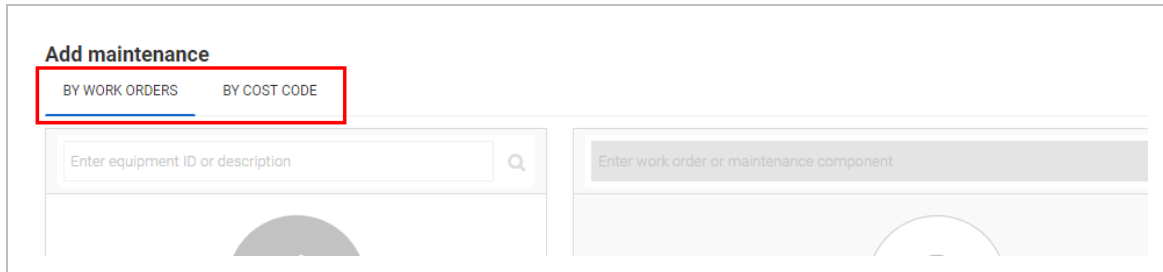 Add maintenance
BY WORK ORDERS BY COST CODE
Enter equipment ID or description Enter work order or maintenance component